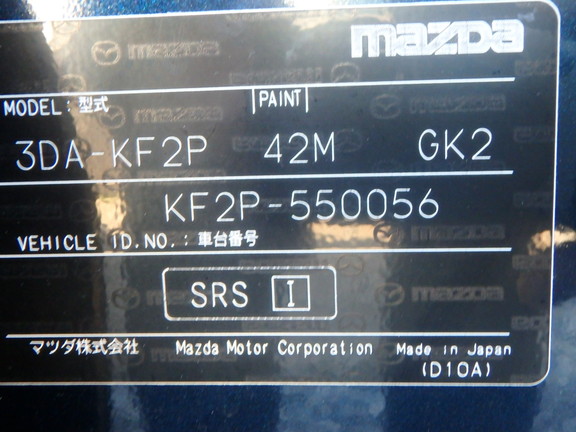 mazda
MODEL: 型式 PAINT
3DA-KF2P 42M GK2
KF2P-550056
VEHICLE ID.NO.: 車台番号
SRS I
マツダ株式会社 Mazda Motor Corporation Made in Japan
(D10A)